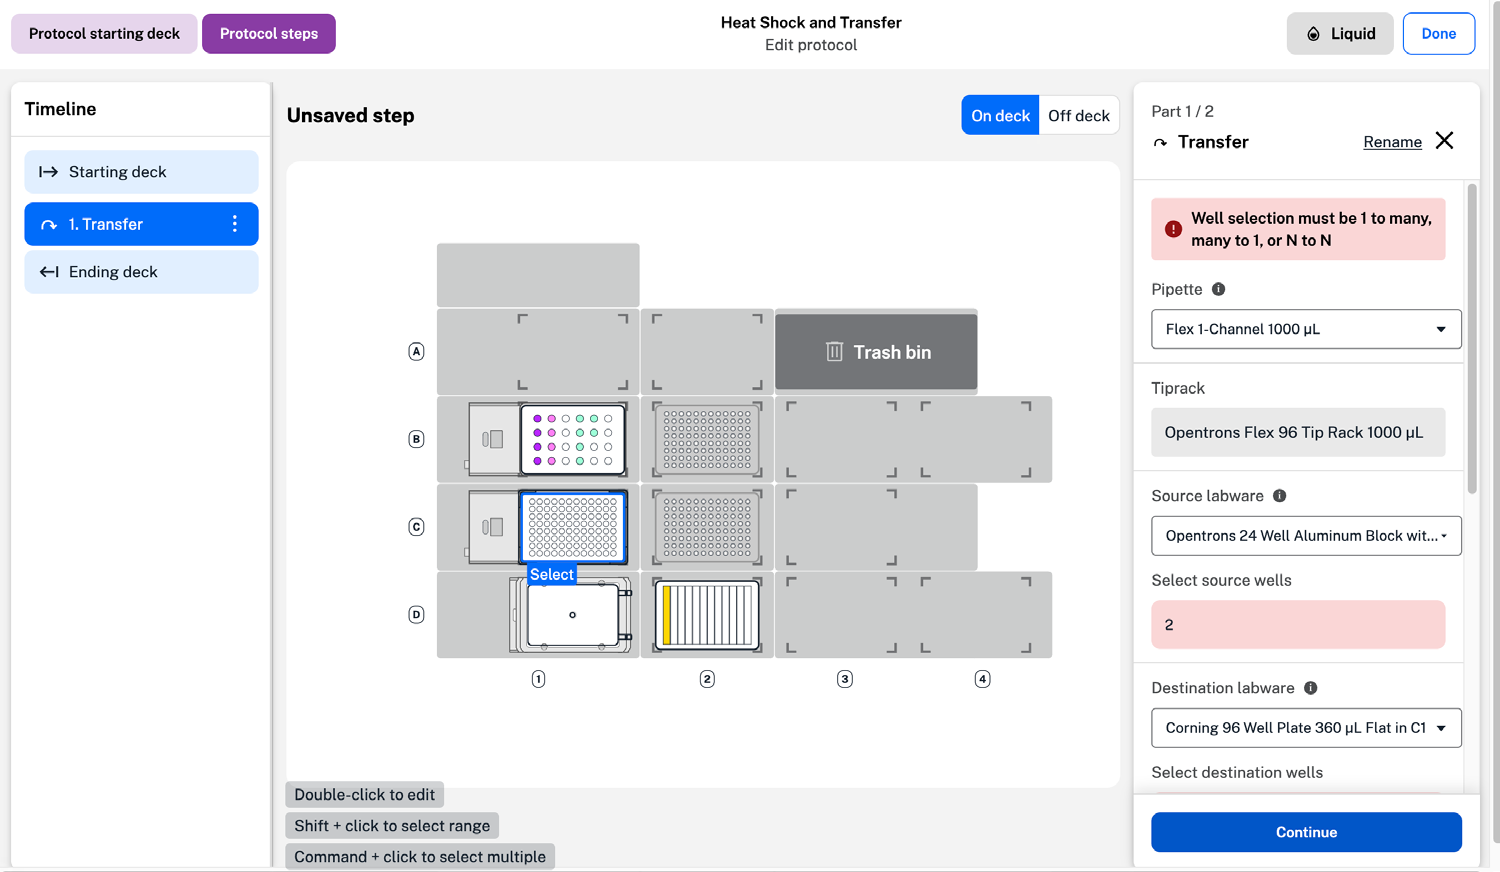 Protocol starting deck
Protocol steps
Heat Shock and Transfer
Edit protocol
Liquid
Done
Timeline
Starting deck
1. Transfer
Ending deck
Unsaved step
On deck
Off deck
Trash bin
A
B
C
D
Select
1
2
3
4
Double-click to edit
Shift + click to select range
Command + click to select multiple
Part 1 / 2
Transfer
Rename
Well selection must be 1 to many,
many to 1, or N to N
Pipette
Flex 1-Channel 1000 µL
Tiprack
Opentrons Flex 96 Tip Rack 1000 µL
Source labware
Opentrons 24 Well Aluminum Block wit...
Select source wells
2
Destination labware
Corning 96 Well Plate 360 µL Flat in C1
Select destination wells
Continue